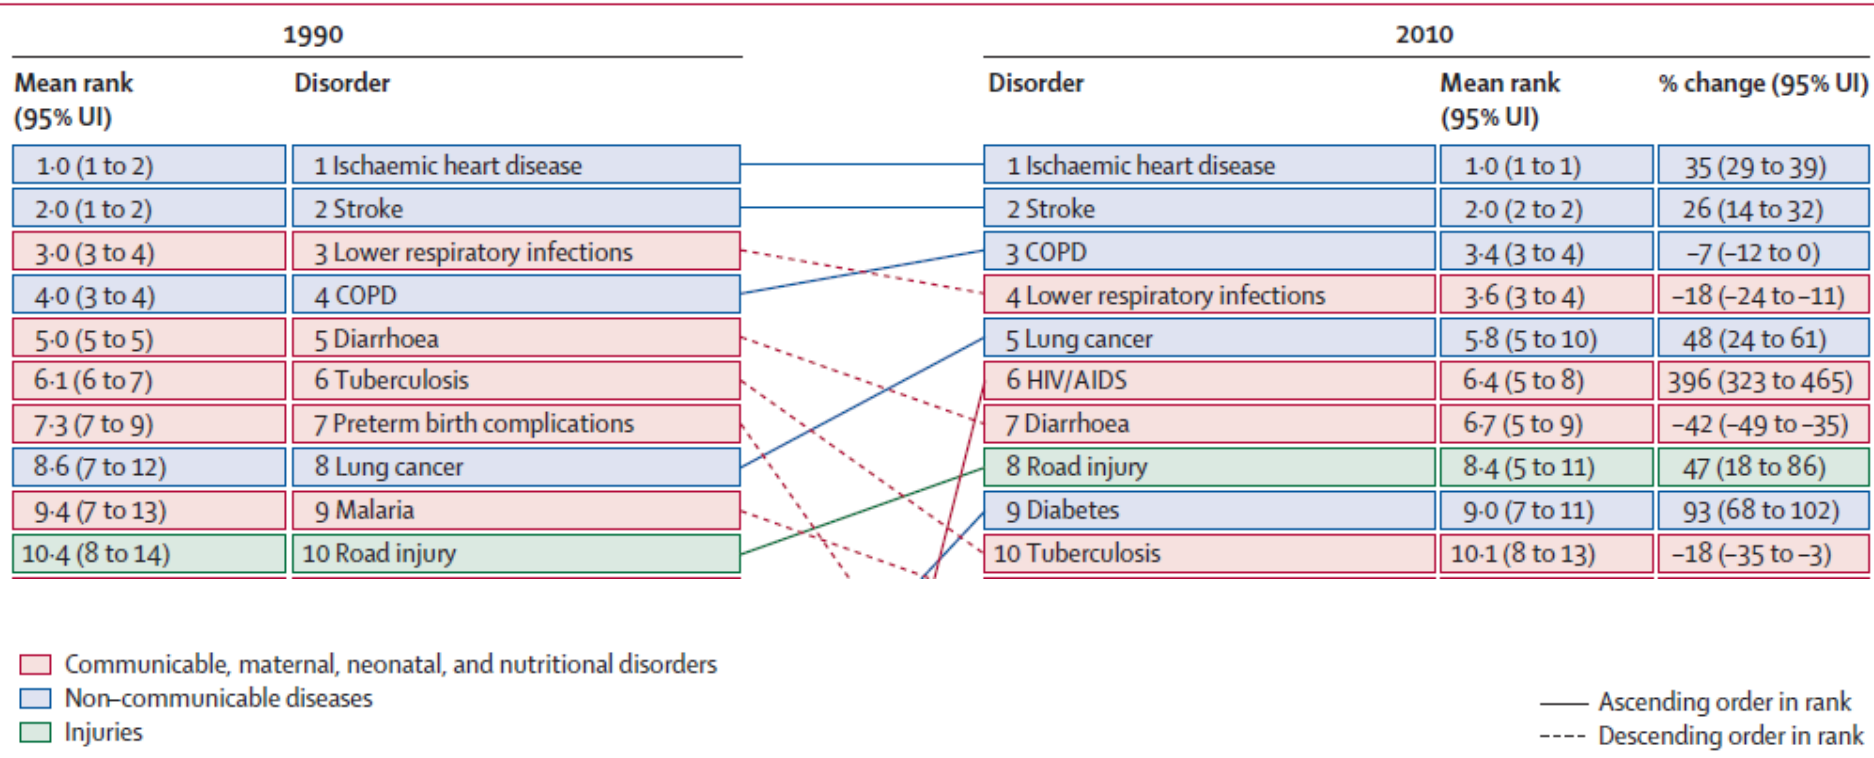 1990 2010
Mean rank Disorder Disorder Mean rank % change (95% UI)
(95% UI) (95% UI)
1·0 (1 to 2) 1 Ischaemic heart disease 1 Ischaemic heart disease 1·0 (1 to 1) 35 (29 to 39)
2·0 (1 to 2) 2 Stroke 2 Stroke 2·0 (2 to 2) 26 (14 to 32)
3·0 (3 to 4) 3 Lower respiratory infections 3 COPD 3·4 (3 to 4) –7 (–12 to 0)
4·0 (3 to 4) 4 COPD 4 Lower respiratory infections 3·6 (3 to 4) –18 (–24 to –11)
5·0 (5 to 5) 5 Diarrhoea 5 Lung cancer 5·8 (5 to 10) 48 (24 to 61)
6·1 (6 to 7) 6 Tuberculosis 6 HIV/AIDS 6·4 (5 to 8) 396 (323 to 465)
7·3 (7 to 9) 7 Preterm birth complications 7 Diarrhoea 6·7 (5 to 9) –42 (–49 to –35)
8·6 (7 to 12) 8 Lung cancer 8 Road injury 8·4 (5 to 11) 47 (18 to 86)
9·4 (7 to 13) 9 Malaria 9 Diabetes 9·0 (7 to 11) 93 (68 to 102)
10·4 (8 to 14) 10 Road injury 10 Tuberculosis 10·1 (8 to 13) –18 (–35 to –3)
Communicable, maternal, neonatal, and nutritional disorders
Non–communicable diseases
Injuries
Ascending order in rank
Descending order in rank